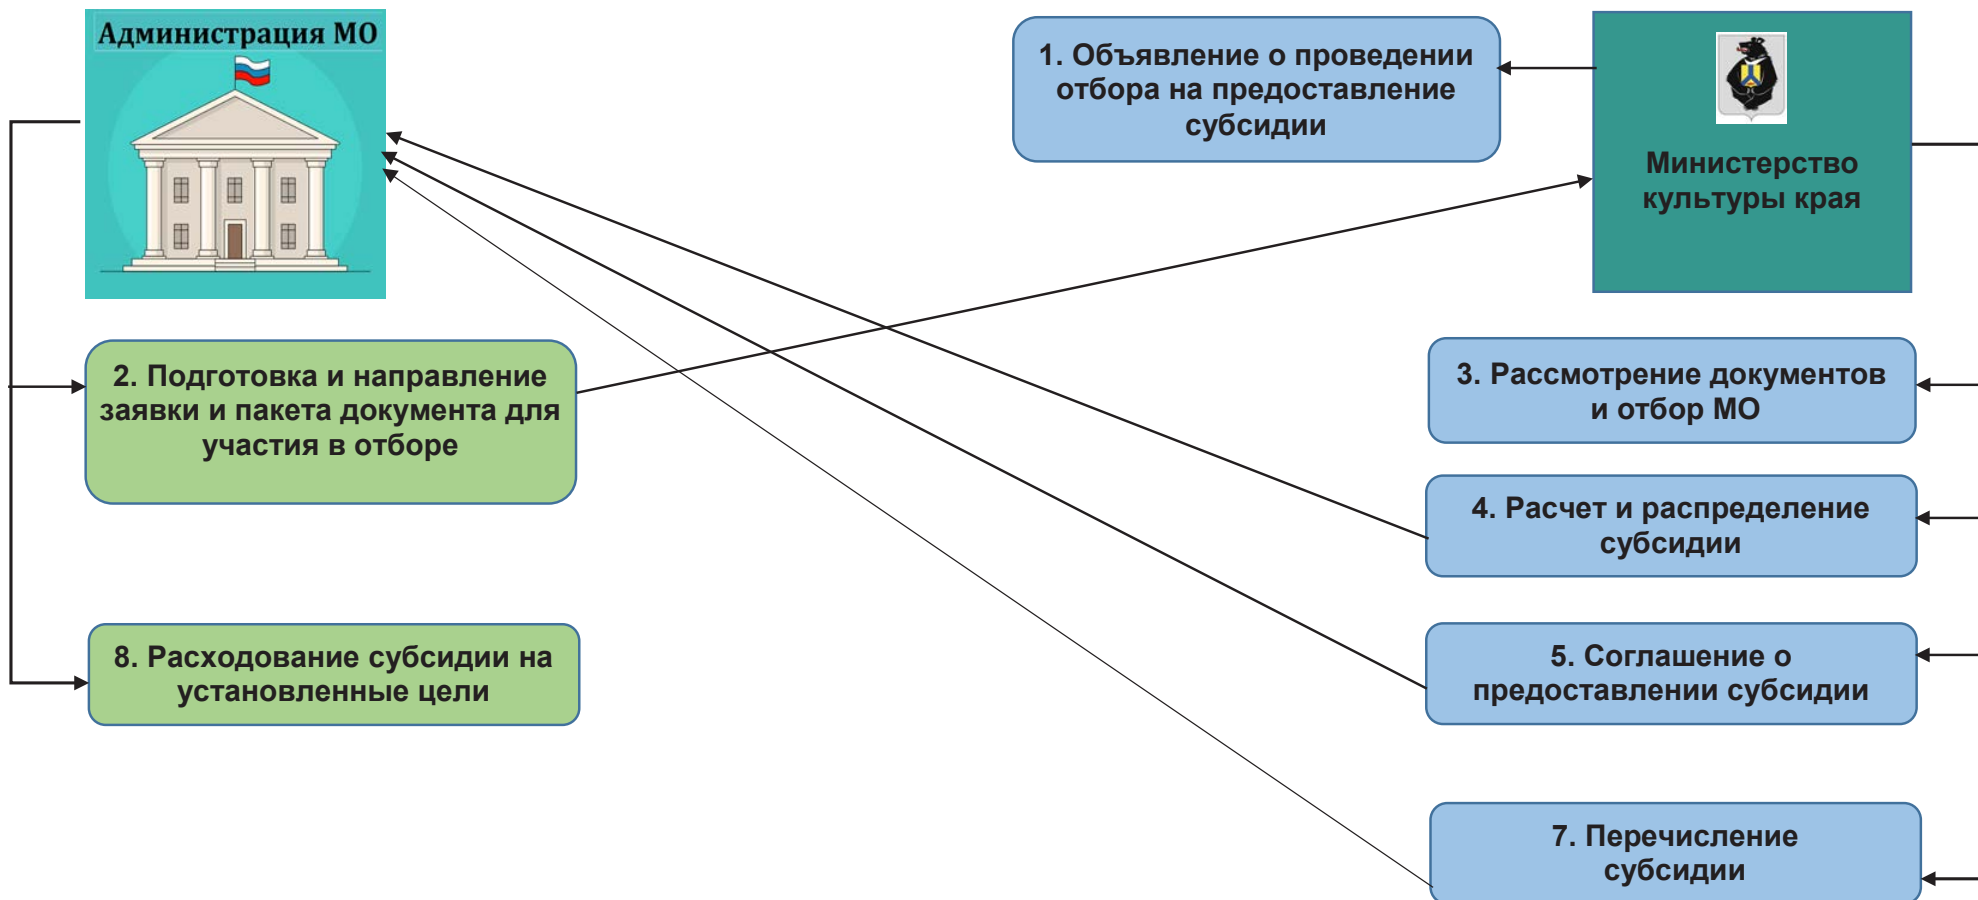 Администрация МО
1. Объявление о проведении
отбора на предоставление
субсидии
Министерство
культуры края
2. Подготовка и направление
заявки и пакета документа для
участия в отборе
3. Рассмотрение документов
и отбор МО
4. Расчет и распределение
субсидии
8. Расходование субсидии на
установленные цели
5. Соглашение о
предоставлении субсидии
7. Перечисление
субсидии